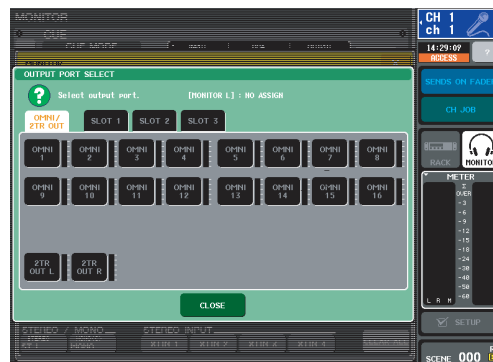 MONITOR
CUE
CUE MODE
CH 1
ch 1
14:29:09
ACCESS
?
SENDS ON FADER
CH JOB
RACK
MONITOR
METER
Σ
OVER
-3
-6
-9
-12
-15
-18
-24
-30
-40
-50
-60
L R M
SETUP
SCENE 000
OUTPUT PORT SELECT
? Select output port. [MONITOR L] : NO ASSIGN
OMNI/
2TR OUT
SLOT 1 SLOT 2 SLOT 3
OMNI 1 OMNI 2 OMNI 3 OMNI 4 OMNI 5 OMNI 6 OMNI 7 OMNI 8
OMNI 9 OMNI 10 OMNI 11 OMNI 12 OMNI 13 OMNI 14 OMNI 15 OMNI 16
2TR OUT L 2TR OUT R
CLOSE
STEREO / MONO
STEREO INPUT